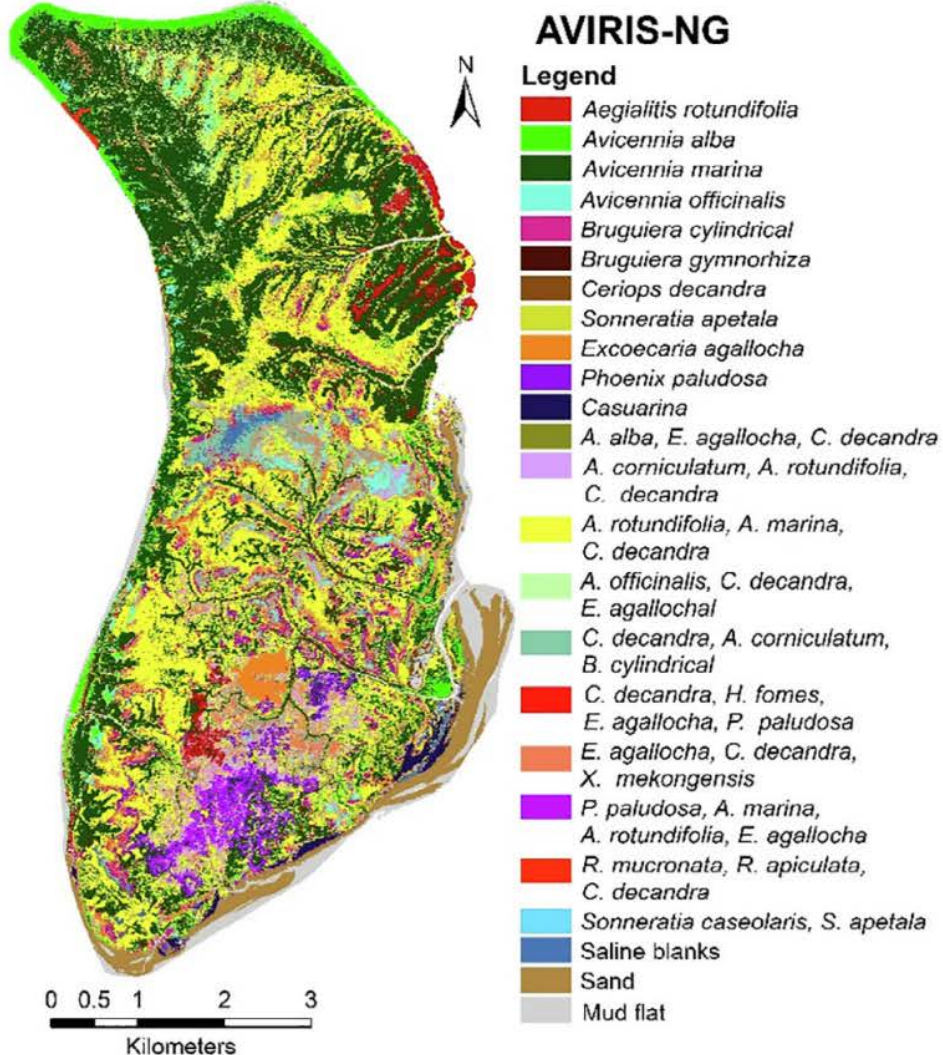 AVIRIS-NG
N
Legend
Aegialitis rotundifolia
Avicennia alba
Avicennia marina
Avicennia officinalis
Bruguiera cylindrical
Bruguiera gymnorhiza
Ceriops decandra
Sonneratia apetala
Excoecaria agallocha
Phoenix paludosa
Casuarina
A. alba, E. agallocha, C. decandra
A. corniculatum, A. rotundifolia,
C. decandra
A. rotundifolia, A. marina,
C. decandra
A. officinalis, C. decandra,
E. agallochal
C. decandra, A. corniculatum,
B. cylindrical
C. decandra, H. fomes,
E. agallocha, P. paludosa
E. agallocha, C. decandra,
X. mekongensis
P. paludosa, A. marina,
A. rotundifolia, E. agallocha
R. mucronata, R. apiculata,
C. decandra
Sonneratia caseolaris, S. apetala
Saline blanks
Sand
Mud flat
0 0.5 1 2 3
Kilometers